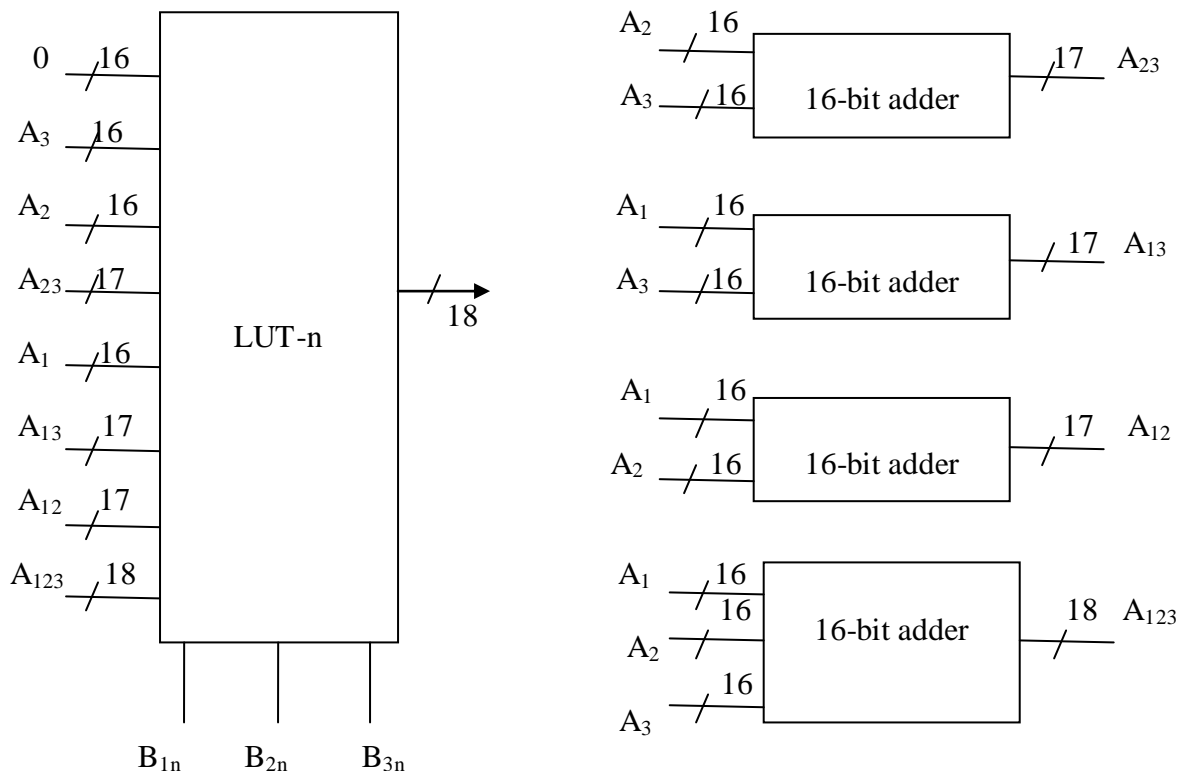 0 16
A₃ 16
A₂ 16
A₂₃ 17
A₁ 16
A₁₃ 17
A₁₂ 17
A₁₂₃ 18
LUT-n
18
B₁ₙ B₂ₙ B₃ₙ
A₂ 16
A₃ 16
16-bit adder
17 A₂₃
A₁ 16
A₃ 16
16-bit adder
17 A₁₃
A₁ 16
A₂ 16
16-bit adder
17 A₁₂
A₁ 16
A₂ 16
A₃ 16
16-bit adder
18 A₁₂₃